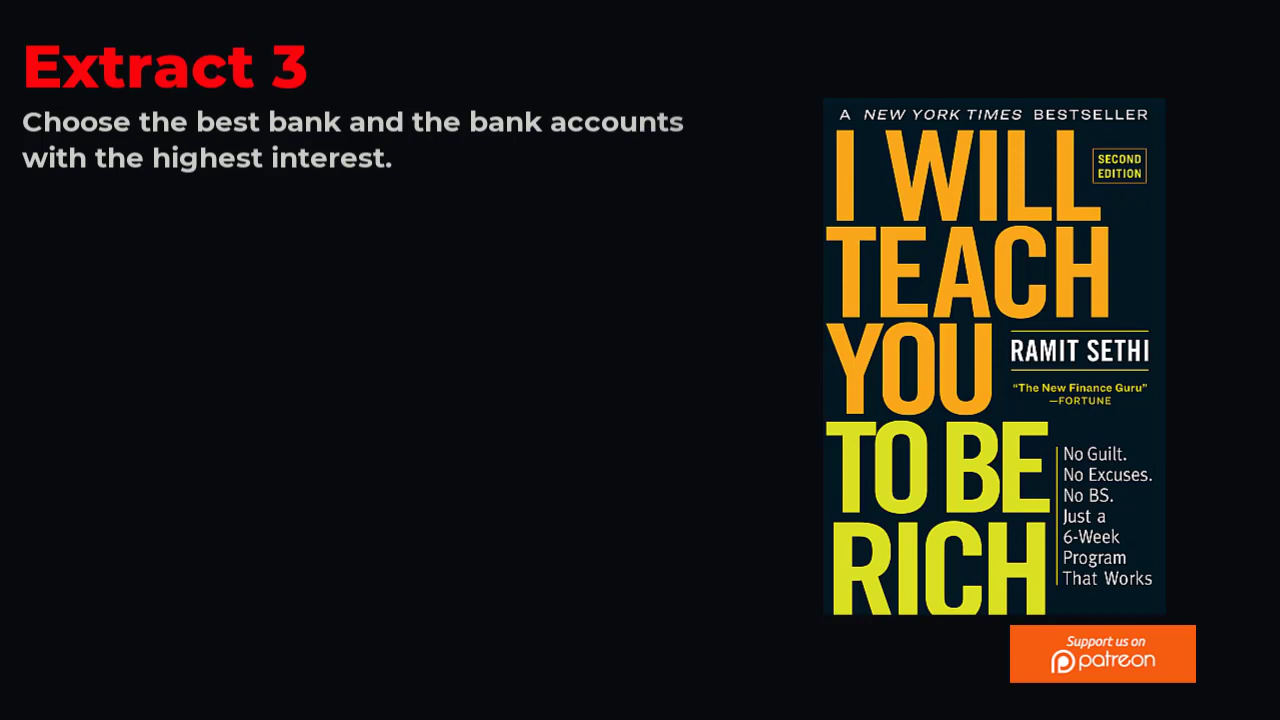 Extract 3
Choose the best bank and the bank accounts
with the highest interest.
A NEW YORK TIMES BESTSELLER
I WILL
SECOND
EDITION
TEACH
YOU
RAMIT SETHI
"The New Finance Guru"
—FORTUNE
TO BE
RICH
No Guilt.
No Excuses.
No BS.
Just a
6-Week
Program
That Works
Support us on
patreon